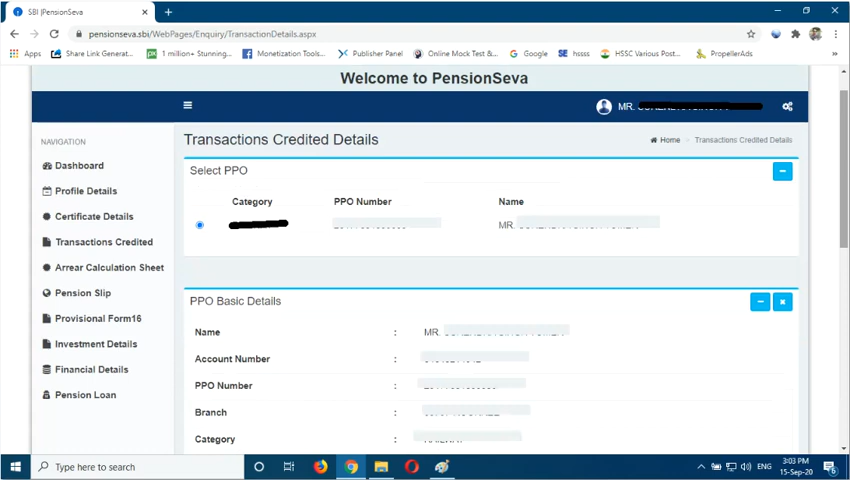 SBI |PensionSeva
pensionseva.sbi/WebPages/Enquiry/TransactionDetails.aspx
Apps Share Link Generat... 1 million+ Stunning... Monetization Tools... Publisher Panel Online Mock Test &... Google hssss HSSC Various Post... PropellerAds
Welcome to PensionSeva
MR.
NAVIGATION
Dashboard
Profile Details
Certificate Details
Transactions Credited
Arrear Calculation Sheet
Pension Slip
Provisional Form16
Investment Details
Financial Details
Pension Loan
Transactions Credited Details
Home > Transactions Credited Details
Select PPO
Category PPO Number Name
MR.
PPO Basic Details
Name : MR.
Account Number :
PPO Number :
Branch :
Category :
Type here to search
ENG
3:03 PM
15-Sep-20